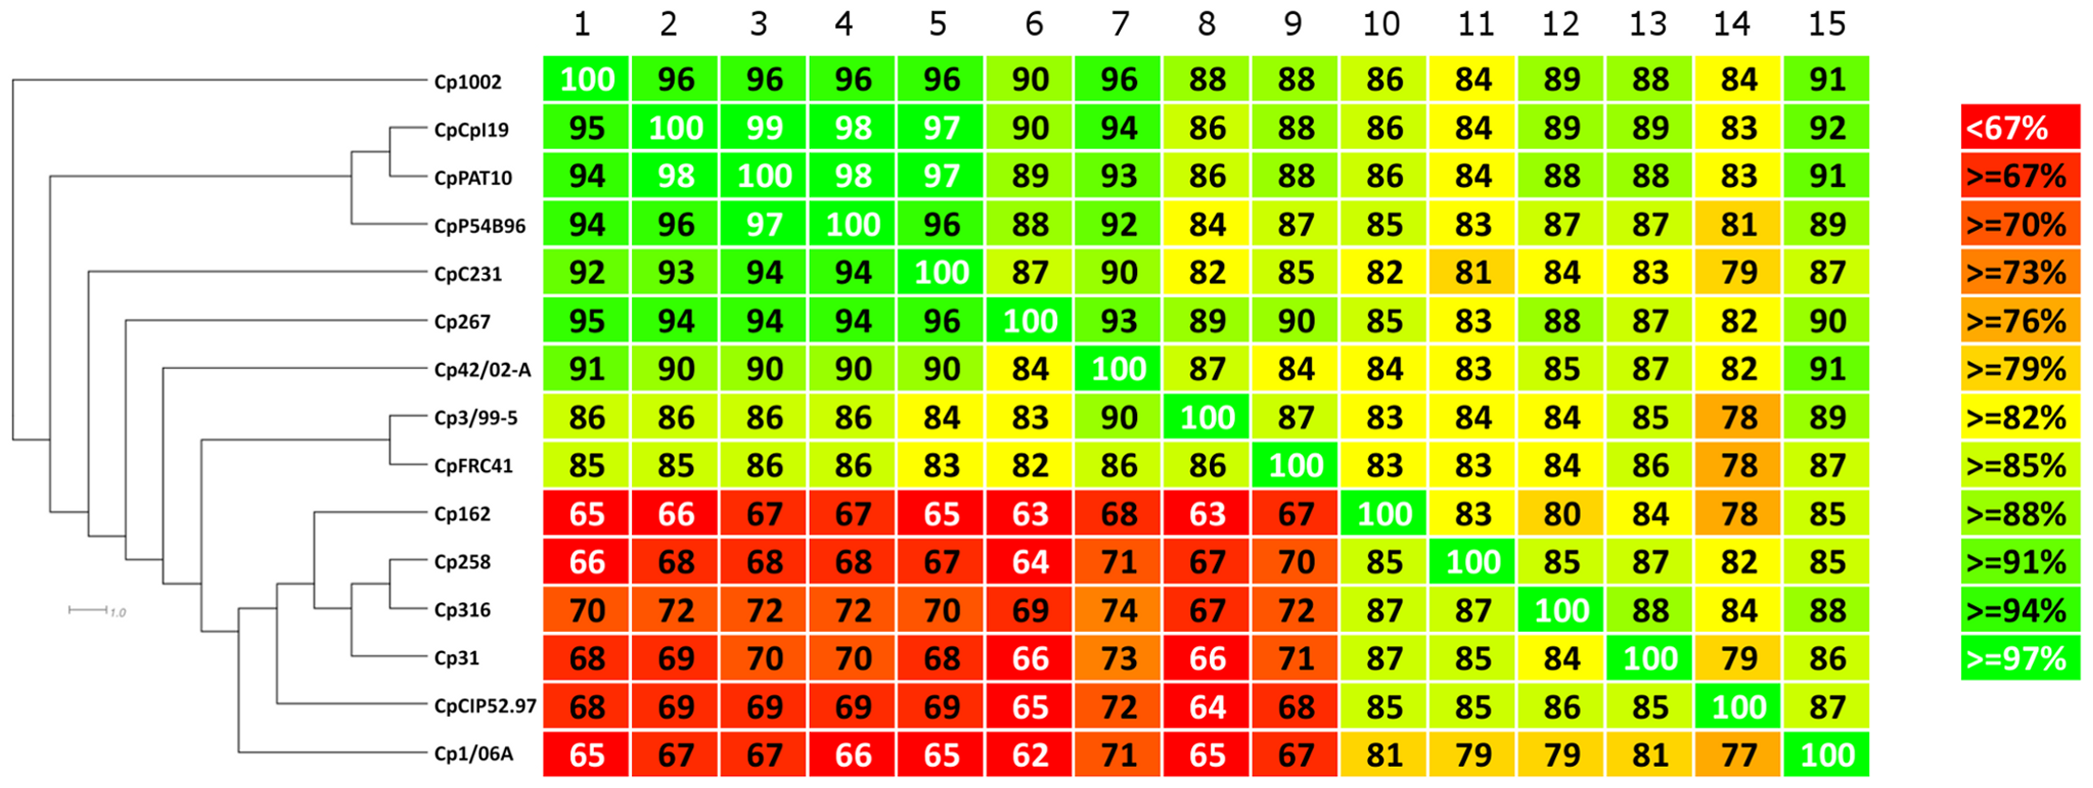 1 2 3 4 5 6 7 8 9 10 11 12 13 14 15
Cp1002 100 96 96 96 96 90 96 88 88 86 84 89 88 84 91
CpCpI19 95 100 99 98 97 90 94 86 88 86 84 89 89 83 92 <67%
CpPAT10 94 98 100 98 97 89 93 86 88 86 84 88 88 83 91 >=67%
CpP54B96 94 96 97 100 96 88 92 84 87 85 83 87 87 81 89 >=70%
CpC231 92 93 94 94 100 87 90 82 85 82 81 84 83 79 87 >=73%
Cp267 95 94 94 94 96 100 93 89 90 85 83 88 87 82 90 >=76%
Cp42/02-A 91 90 90 90 90 84 100 87 84 84 83 85 87 82 91 >=79%
Cp3/99-5 86 86 86 86 84 83 90 100 87 83 84 84 85 78 89 >=82%
CpFRC41 85 85 86 86 83 82 86 86 100 83 83 84 86 78 87 >=85%
Cp162 65 66 67 67 65 63 68 63 67 100 83 80 84 78 85 >=88%
Cp258 66 68 68 68 67 64 71 67 70 85 100 85 87 82 85 >=91%
Cp316 70 72 72 72 70 69 74 67 72 87 87 100 88 84 88 >=94%
1.0
Cp31 68 69 70 70 68 66 73 66 71 87 85 84 100 79 86 >=97%
CpCIP52.97 68 69 69 69 69 65 72 64 68 85 85 86 85 100 87
Cp1/06A 65 67 67 66 65 62 71 65 67 81 79 79 81 77 100